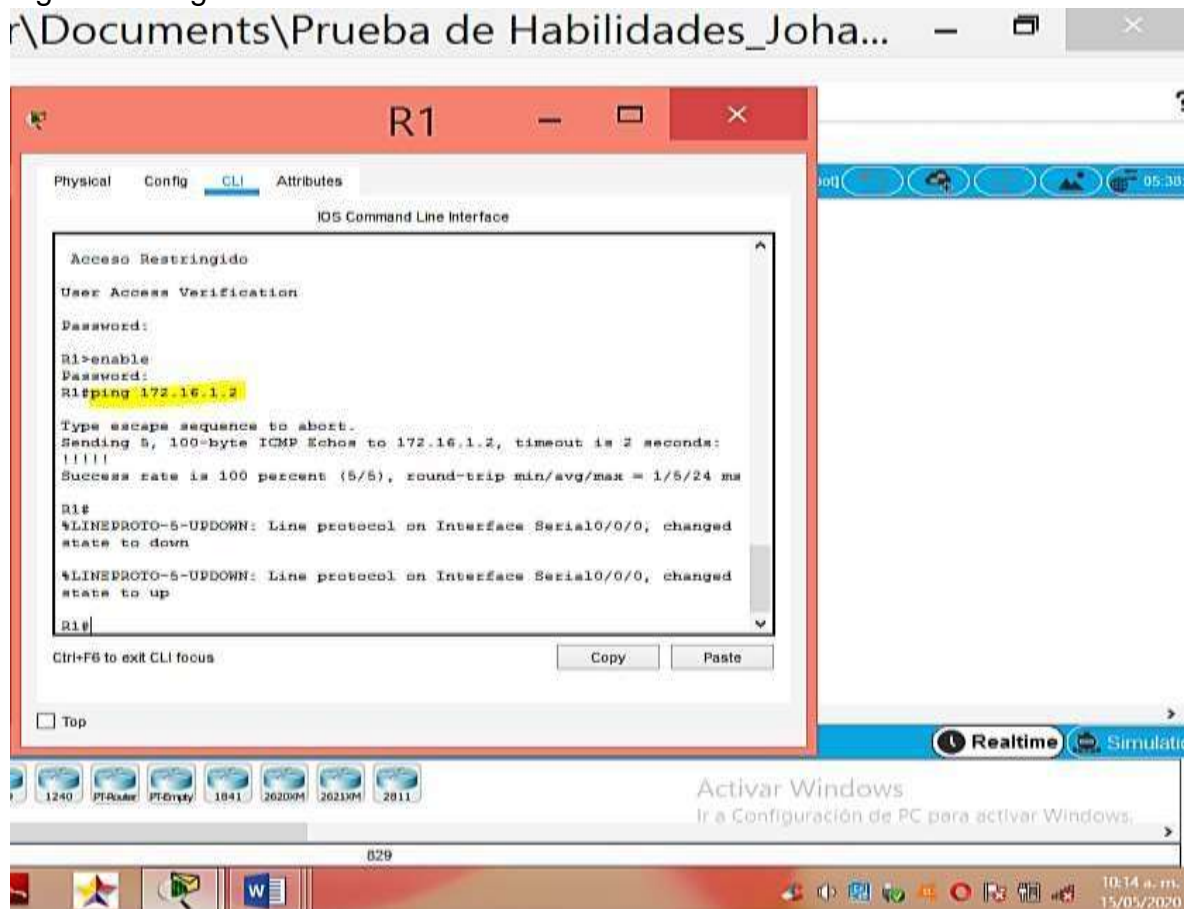 r\Documents\Prueba de Habilidades_Joha...
R1
Physical Config CLI Attributes
IOS Command Line Interface
Acceso Restringido
User Access Verification
Password:
R1>enable
Password:
R1#ping 172.16.1.2
Type escape sequence to abort.
Sending 5, 100-byte ICMP Echos to 172.16.1.2, timeout is 2 seconds:
!!!!!
Success rate is 100 percent (5/5), round-trip min/avg/max = 1/5/24 ms
R1#
%LINEPROTO-5-UPDOWN: Line protocol on Interface Serial0/0/0, changed
state to down
%LINEPROTO-5-UPDOWN: Line protocol on Interface Serial0/0/0, changed
state to up
R1#
Ctrl+F6 to exit CLI focus
Copy Paste
Top
05:38:
Realtime Simulatio
1240 PT-Router PT-Empty 1841 2620XM 2621XM 2811
Activar Windows
Ir a Configuración de PC para activar Windows.
829
10:14 a. m.
15/05/2020